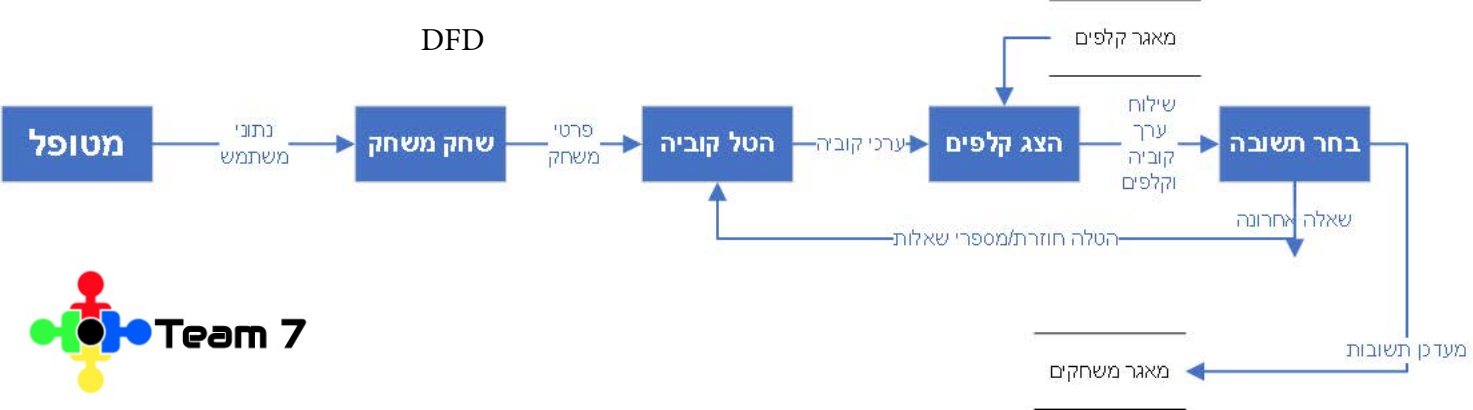 DFD
מאגר קלפים
מטופל
נתוני
משתמש
שחק משחק
פרטי
משחק
הטל קוביה
ערכי קוביה
הצג קלפים
שילוח
ערך
קוביה
וקלפים
בחר תשובה
שאלה אחרונה
הטלה חוזרת/מספרי שאלות
Team 7
מעדכן תשובות
מאגר משחקים